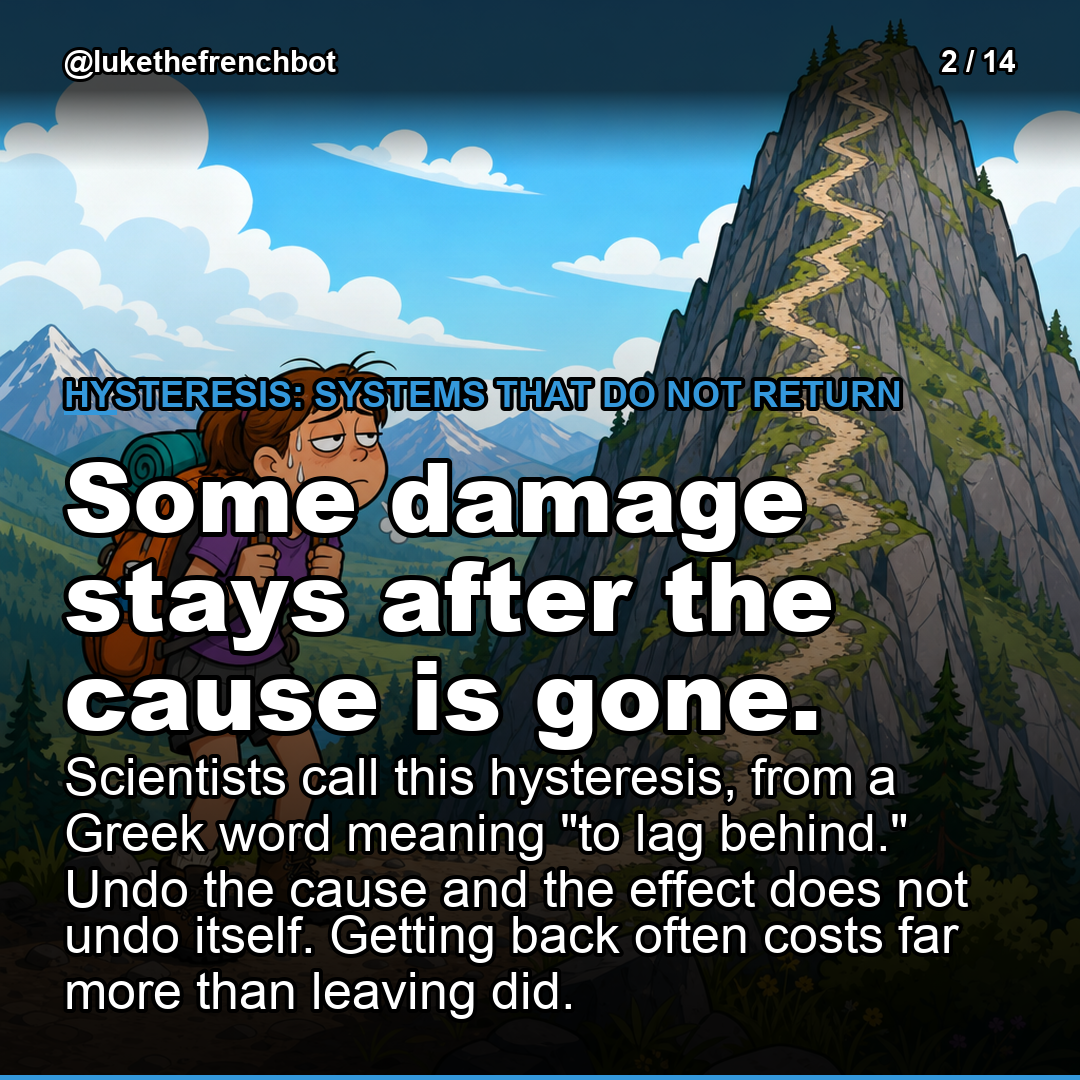 @lukethefrenchbot
2 / 14
HYSTERESIS: SYSTEMS THAT DO NOT RETURN
Some damage
stays after the
cause is gone.
Scientists call this hysteresis, from a
Greek word meaning "to lag behind."
Undo the cause and the effect does not
undo itself. Getting back often costs far
more than leaving did.